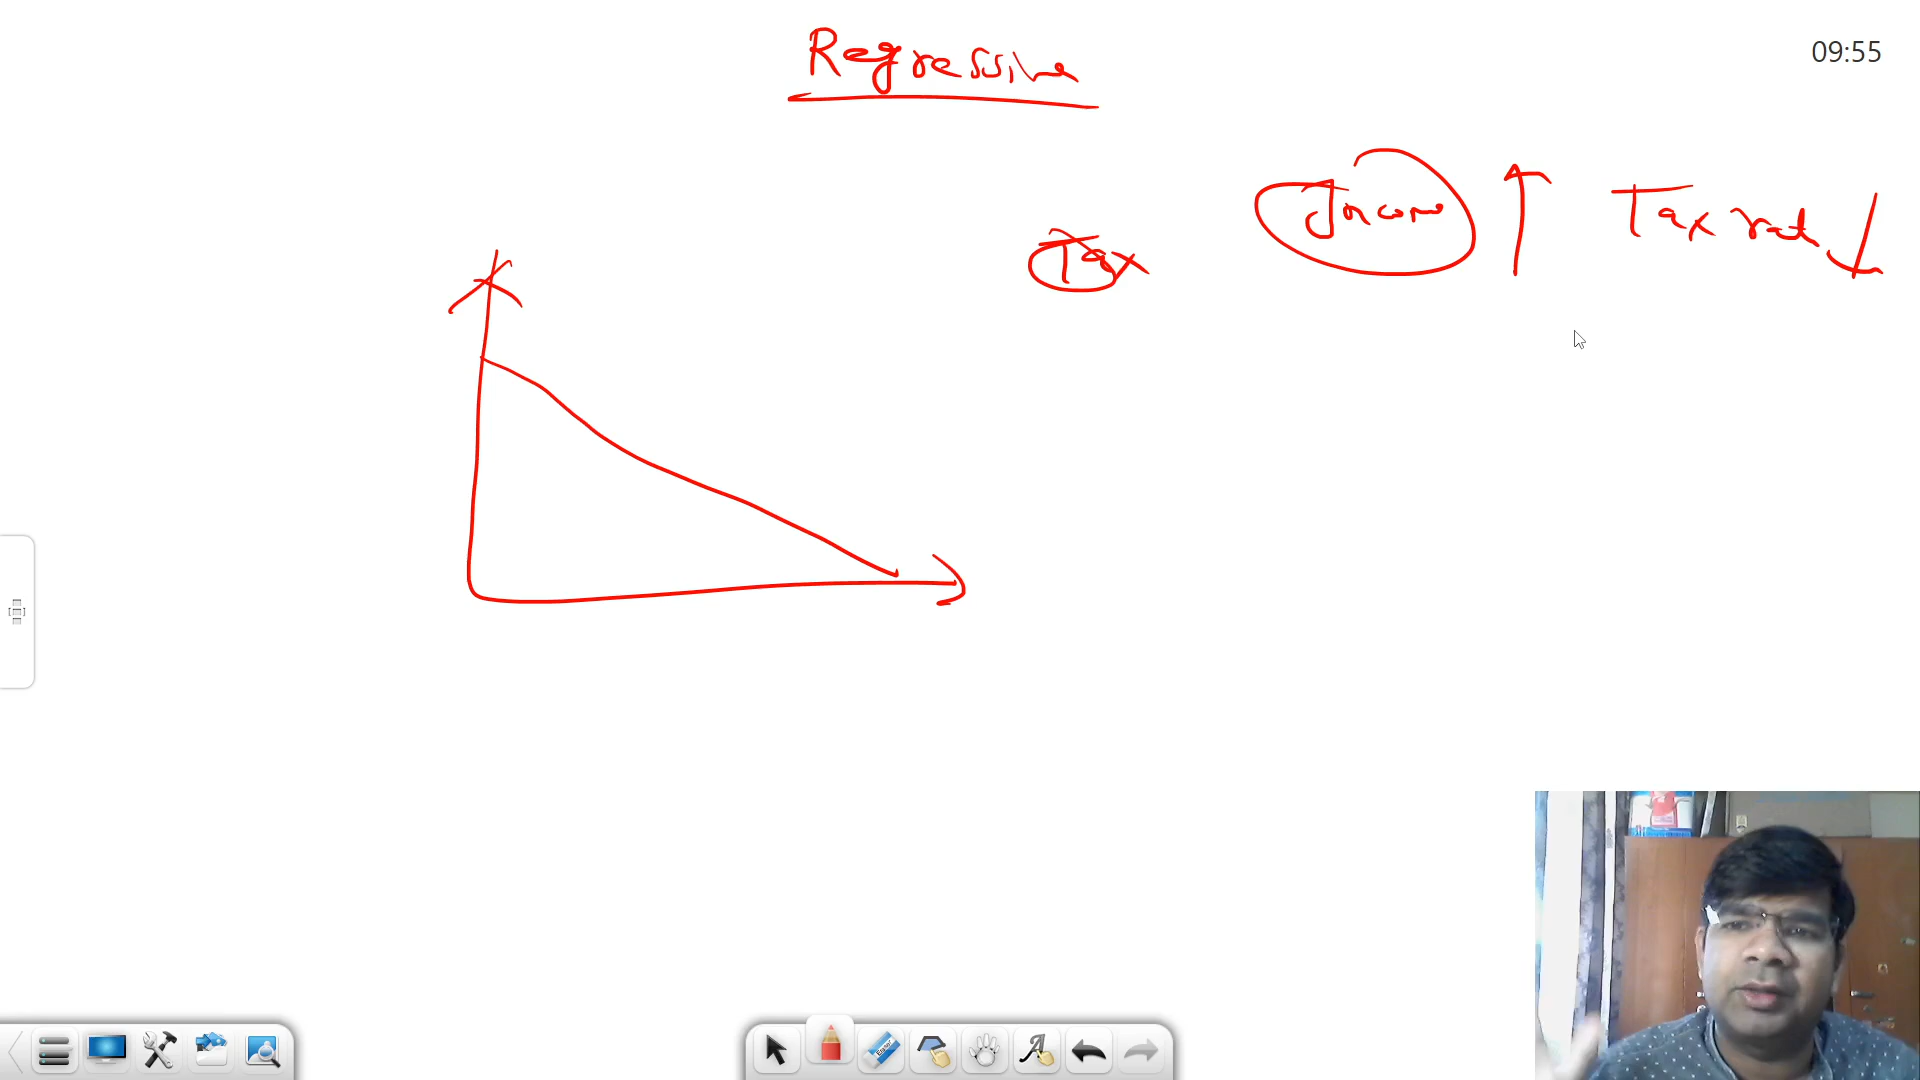 Regressive
09:55
Income ↑ Tax rate ↓
Tax